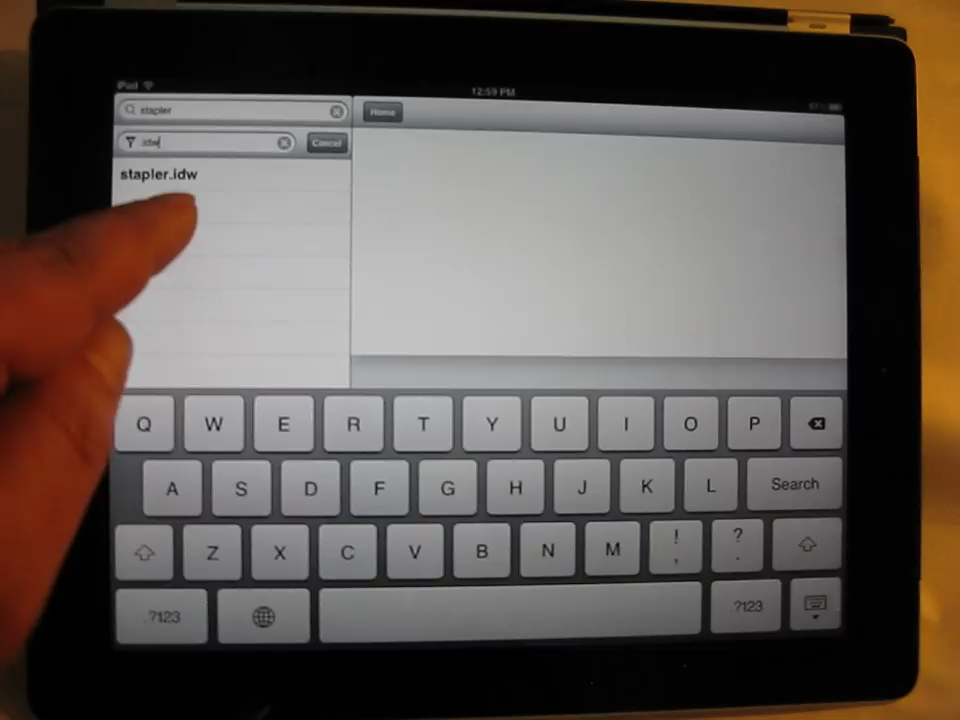 iPad 12:59 PM
stapler
Home
idw Cancel
stapler.idw
Q W E R T Y U I O P
A S D F G H J K L Search
Z X C V B N M ! , ? .
.?123 .?123